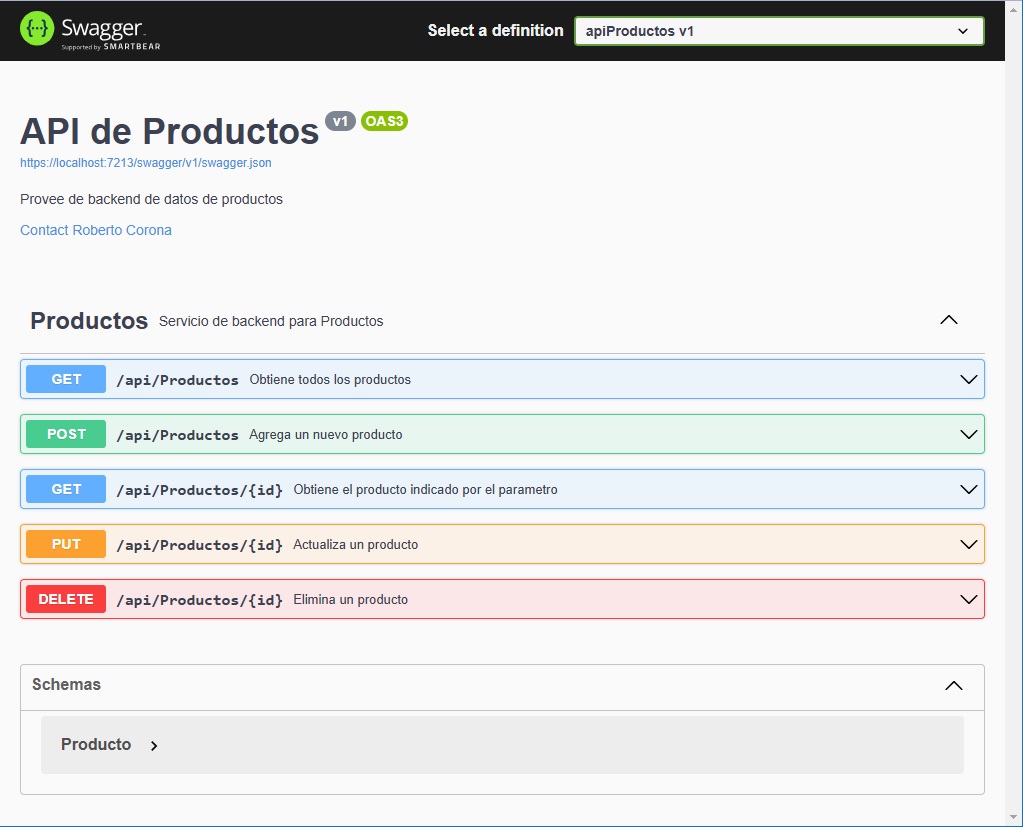 Swagger
Supported by SMARTBEAR
Select a definition
apiProductos v1
API de Productos v1 OAS3
https://localhost:7213/swagger/v1/swagger.json
Provee de backend de datos de productos
Contact Roberto Corona
Productos Servicio de backend para Productos
GET /api/Productos Obtiene todos los productos
POST /api/Productos Agrega un nuevo producto
GET /api/Productos/{id} Obtiene el producto indicado por el parametro
PUT /api/Productos/{id} Actualiza un producto
DELETE /api/Productos/{id} Elimina un producto
Schemas
Producto